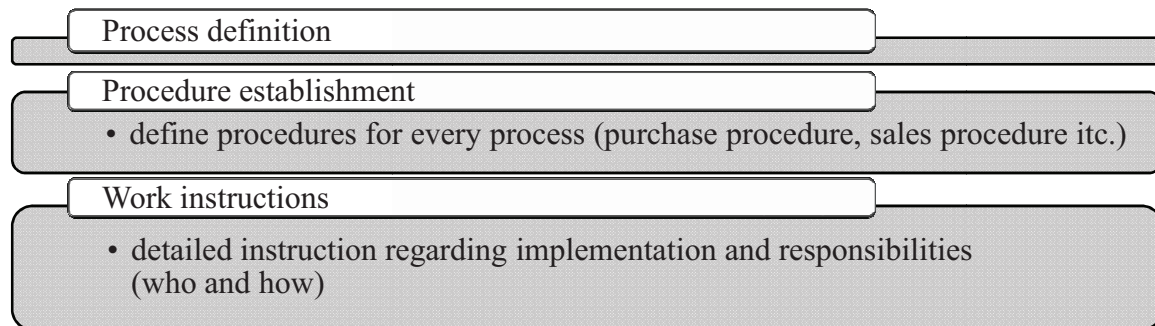 Process definition
Procedure establishment
• define procedures for every process (purchase procedure, sales procedure itc.)
Work instructions
• detailed instruction regarding implementation and responsibilities
(who and how)